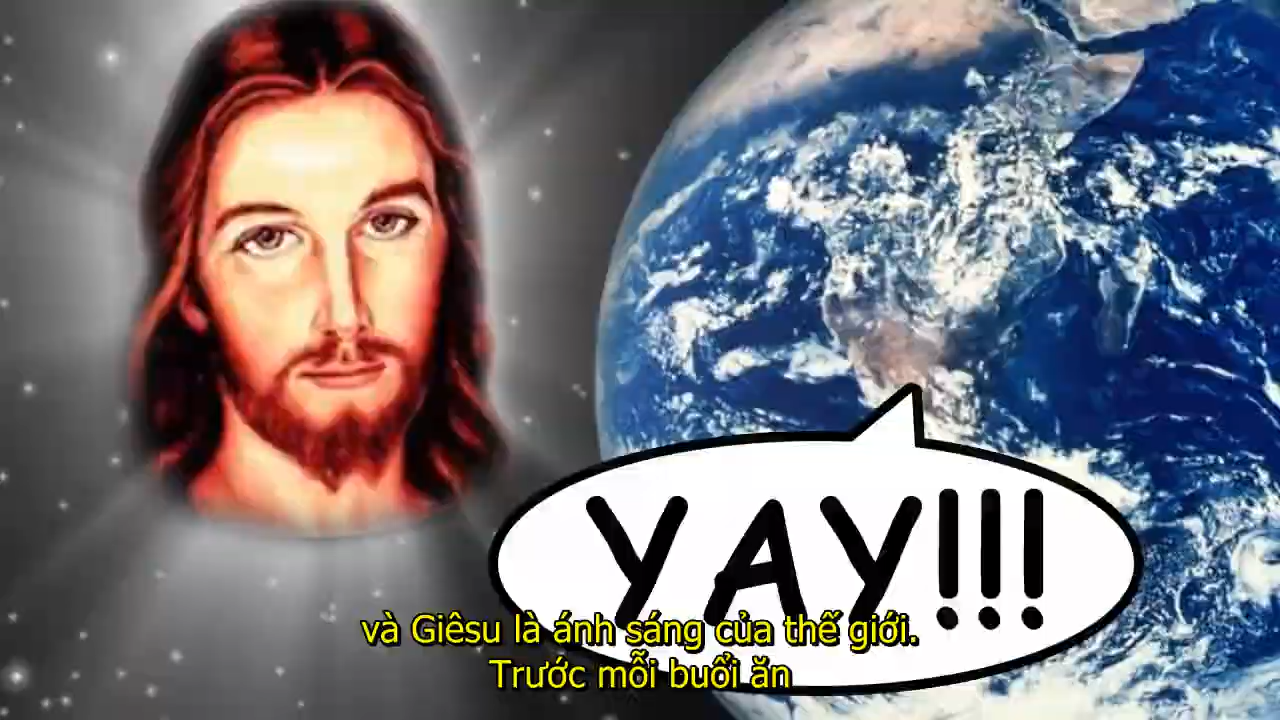 YAY!!!
và Giêsu là ánh sáng của thế giới.
Trước mỗi buổi ăn